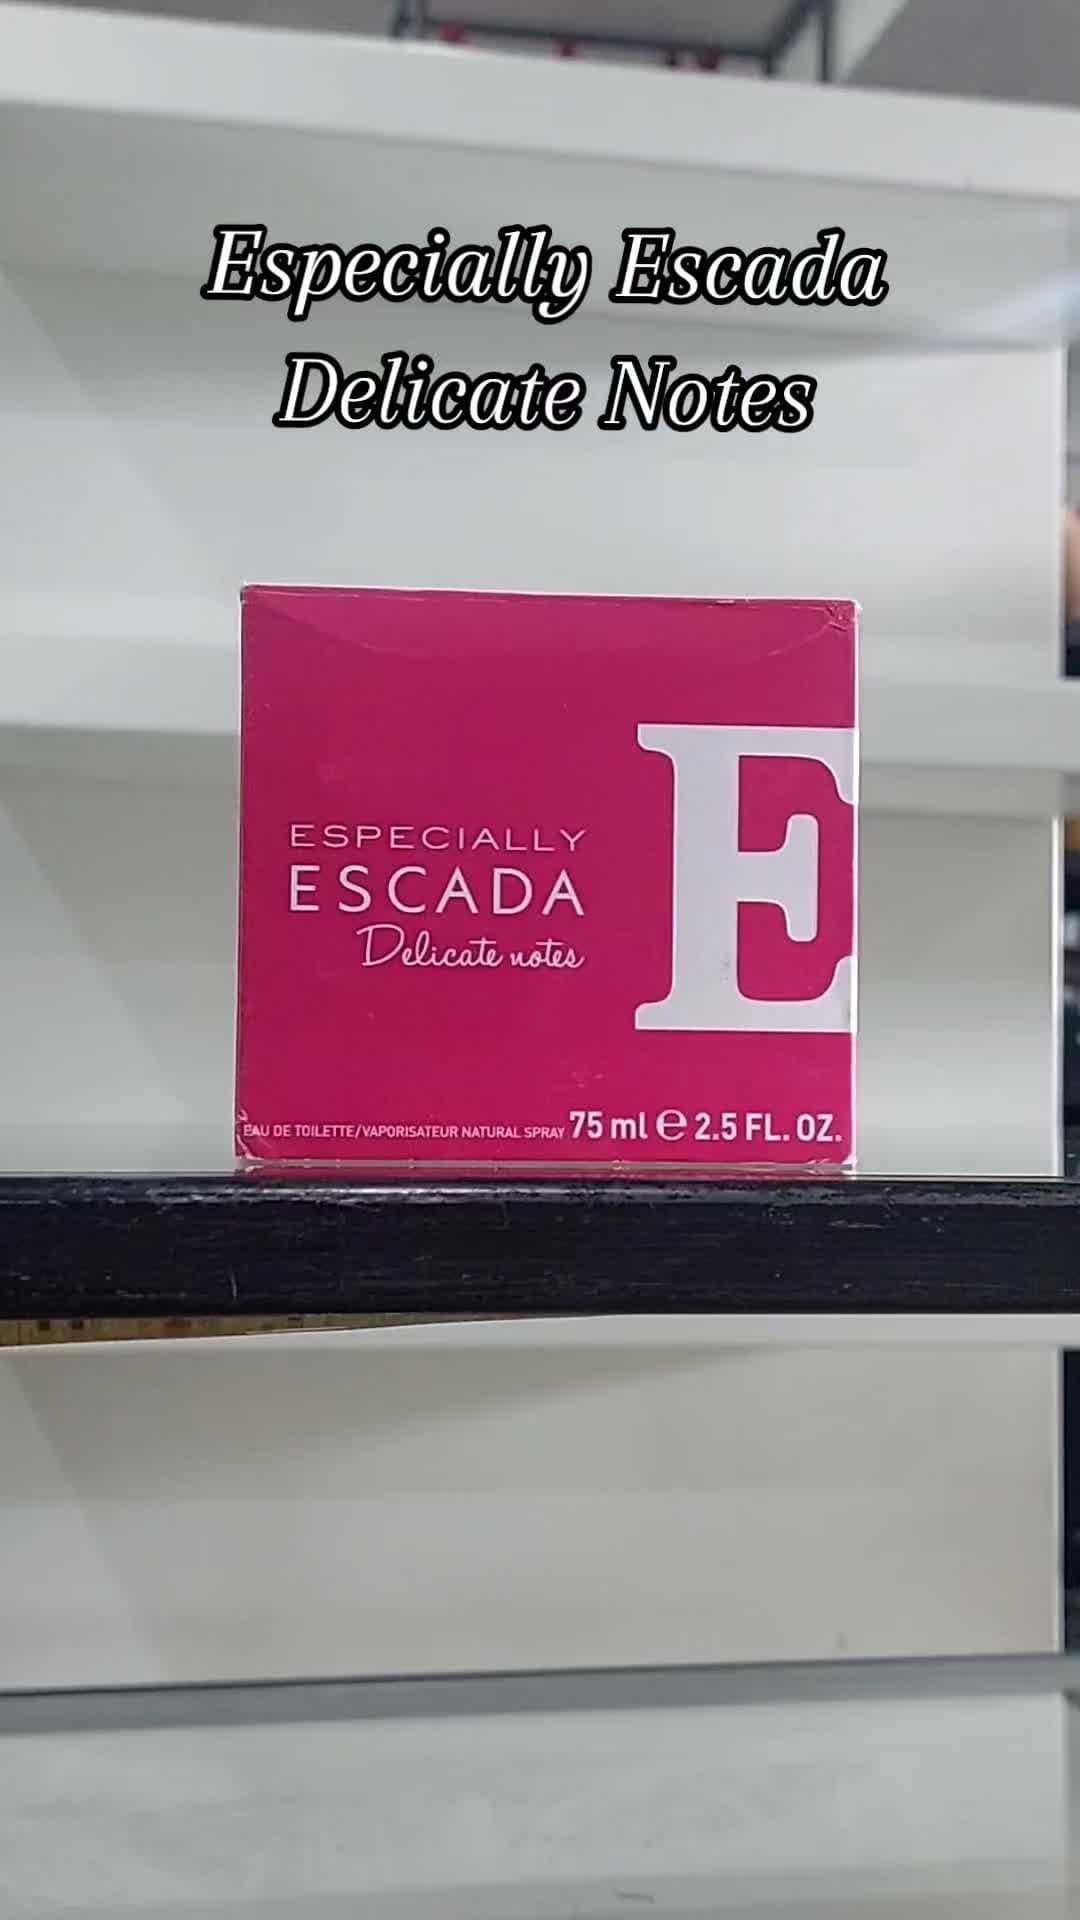 Especially Escada
Delicate Notes
ESPECIALLY
ESCADA
Delicate notes
E
EAU DE TOILETTE/VAPORISATEUR NATURAL SPRAY 75 ml ℮ 2.5 FL. OZ.